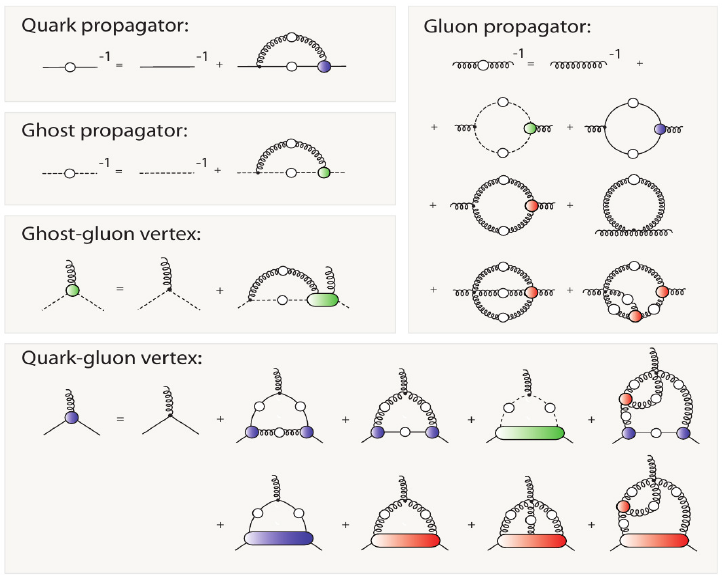 Quark propagator:
-1 = -1 +
Ghost propagator:
-1 = -1 +
Ghost-gluon vertex:
= +
Gluon propagator:
-1 = -1 +
+ +
+ +
+ +
Quark-gluon vertex:
= + + + +
+ + + +